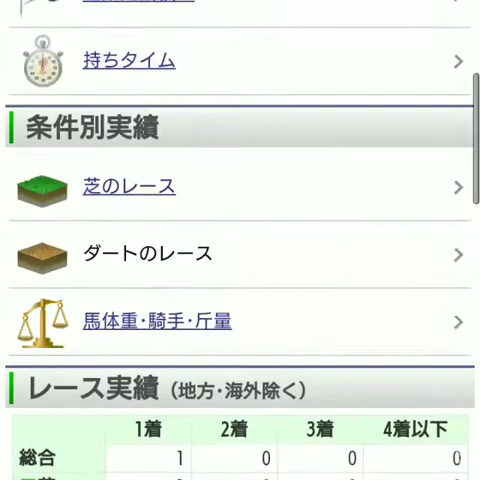 持ちタイム
条件別実績
芝のレース
ダートのレース
馬体重・騎手・斤量
レース実績（地方・海外除く）
1着 2着 3着 4着以下
総合 1 0 0 0